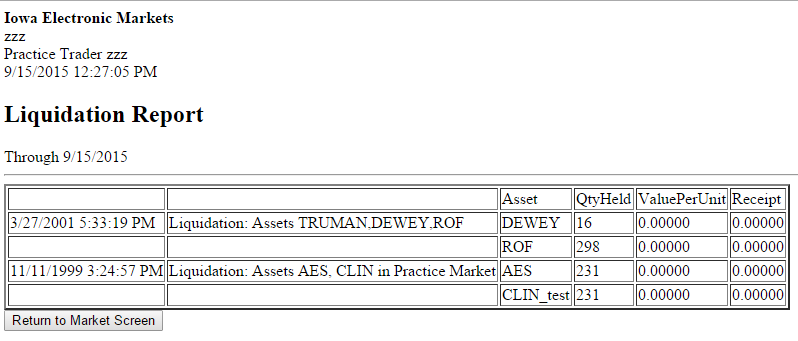 Iowa Electronic Markets
zzz
Practice Trader zzz
9/15/2015 12:27:05 PM
Liquidation Report
Through 9/15/2015
Asset QtyHeld ValuePerUnit Receipt
3/27/2001 5:33:19 PM Liquidation: Assets TRUMAN,DEWEY,ROF DEWEY 16 0.00000 0.00000
ROF 298 0.00000 0.00000
11/11/1999 3:24:57 PM Liquidation: Assets AES, CLIN in Practice Market AES 231 0.00000 0.00000
CLIN_test 231 0.00000 0.00000
Return to Market Screen